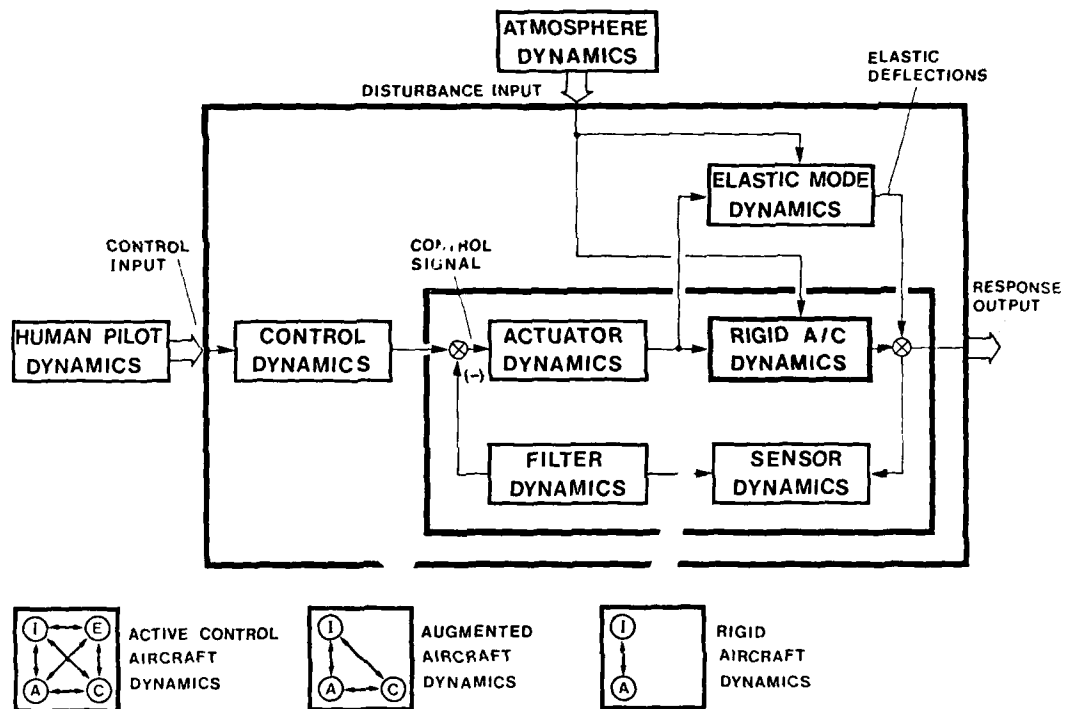 ATMOSPHERE
DYNAMICS
ELASTIC
DEFLECTIONS
DISTURBANCE INPUT
ELASTIC MODE
DYNAMICS
CONTROL
INPUT
CONTROL
SIGNAL
RESPONSE
OUTPUT
HUMAN PILOT
DYNAMICS
CONTROL
DYNAMICS
ACTUATOR
DYNAMICS
RIGID A/C
DYNAMICS
(-)
FILTER
DYNAMICS
SENSOR
DYNAMICS
I E
A C
ACTIVE CONTROL
AIRCRAFT
DYNAMICS
I
A C
AUGMENTED
AIRCRAFT
DYNAMICS
I
A
RIGID
AIRCRAFT
DYNAMICS